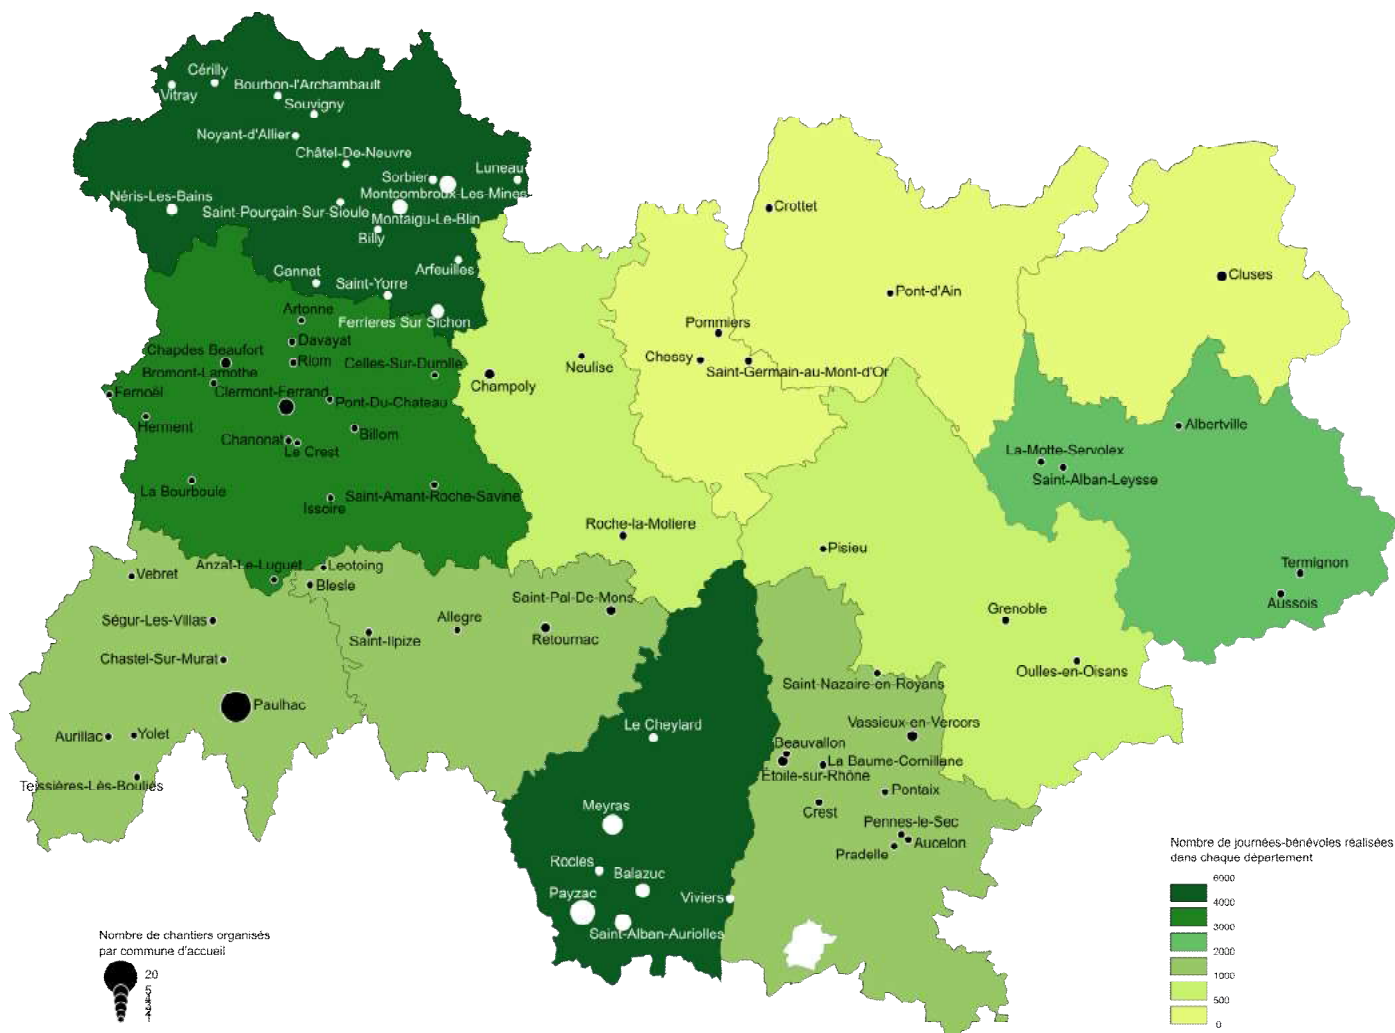 Cérilly
Vitray
Bourbon-l'Archambault
Souvigny
Noyant-d'Allier
Châtel-De-Neuvre
Sorbier
Luneau
Montcombroux-Les-Mines
Néris-Les-Bains
Saint-Pourçain-Sur-Sioule
Montaigu-Le-Blin
Billy
Crottet
Arfeuilles
Gannat
Saint-Yorre
Cluses
Pont-d'Ain
Artonne
Ferrieres Sur Sichon
Pommiers
Davayat
Chapdes Beaufort
Riom
Celles-Sur-Durolle
Chessy
Neulise
Saint-Germain-au-Mont-d'Or
Bromont-Lamothe
Champoly
Fernoël
Clermont-Ferrand
Pont-Du-Chateau
Herment
Albertville
Chanonat
Billom
Le Crest
La-Motte-Servolex
Saint-Alban-Leysse
La Bourboule
Saint-Amant-Roche-Savine
Issoire
Roche-la-Moliere
Pisieu
Termignon
Anzat-Le-Luguet
Leotoing
Vebret
Blesle
Saint-Pal-De-Mons
Aussois
Grenoble
Ségur-Les-Villas
Allegre
Saint-Ilpize
Retournac
Chastel-Sur-Murat
Oulles-en-Oisans
Saint-Nazaire en Royans
Paulhac
Le Cheylard
Vassieux-en-Vercors
Aurillac
Yolet
Beauvallon
La Baume-Cornillane
Étoile-sur-Rhône
Teissières-Lès-Bouliès
Pontaix
Meyras
Crest
Pennes-le-Sec
Aucelon
Pradelle
Rocles
Balazuc
Payzac
Viviers
Saint-Alban-Auriolles
Nombre de chantiers organisés
par commune d'accueil
20
5
4
3
2
1
Nombre de journées-bénévoles réalisées
dans chaque département
6000
4000
3000
2000
1000
500
0